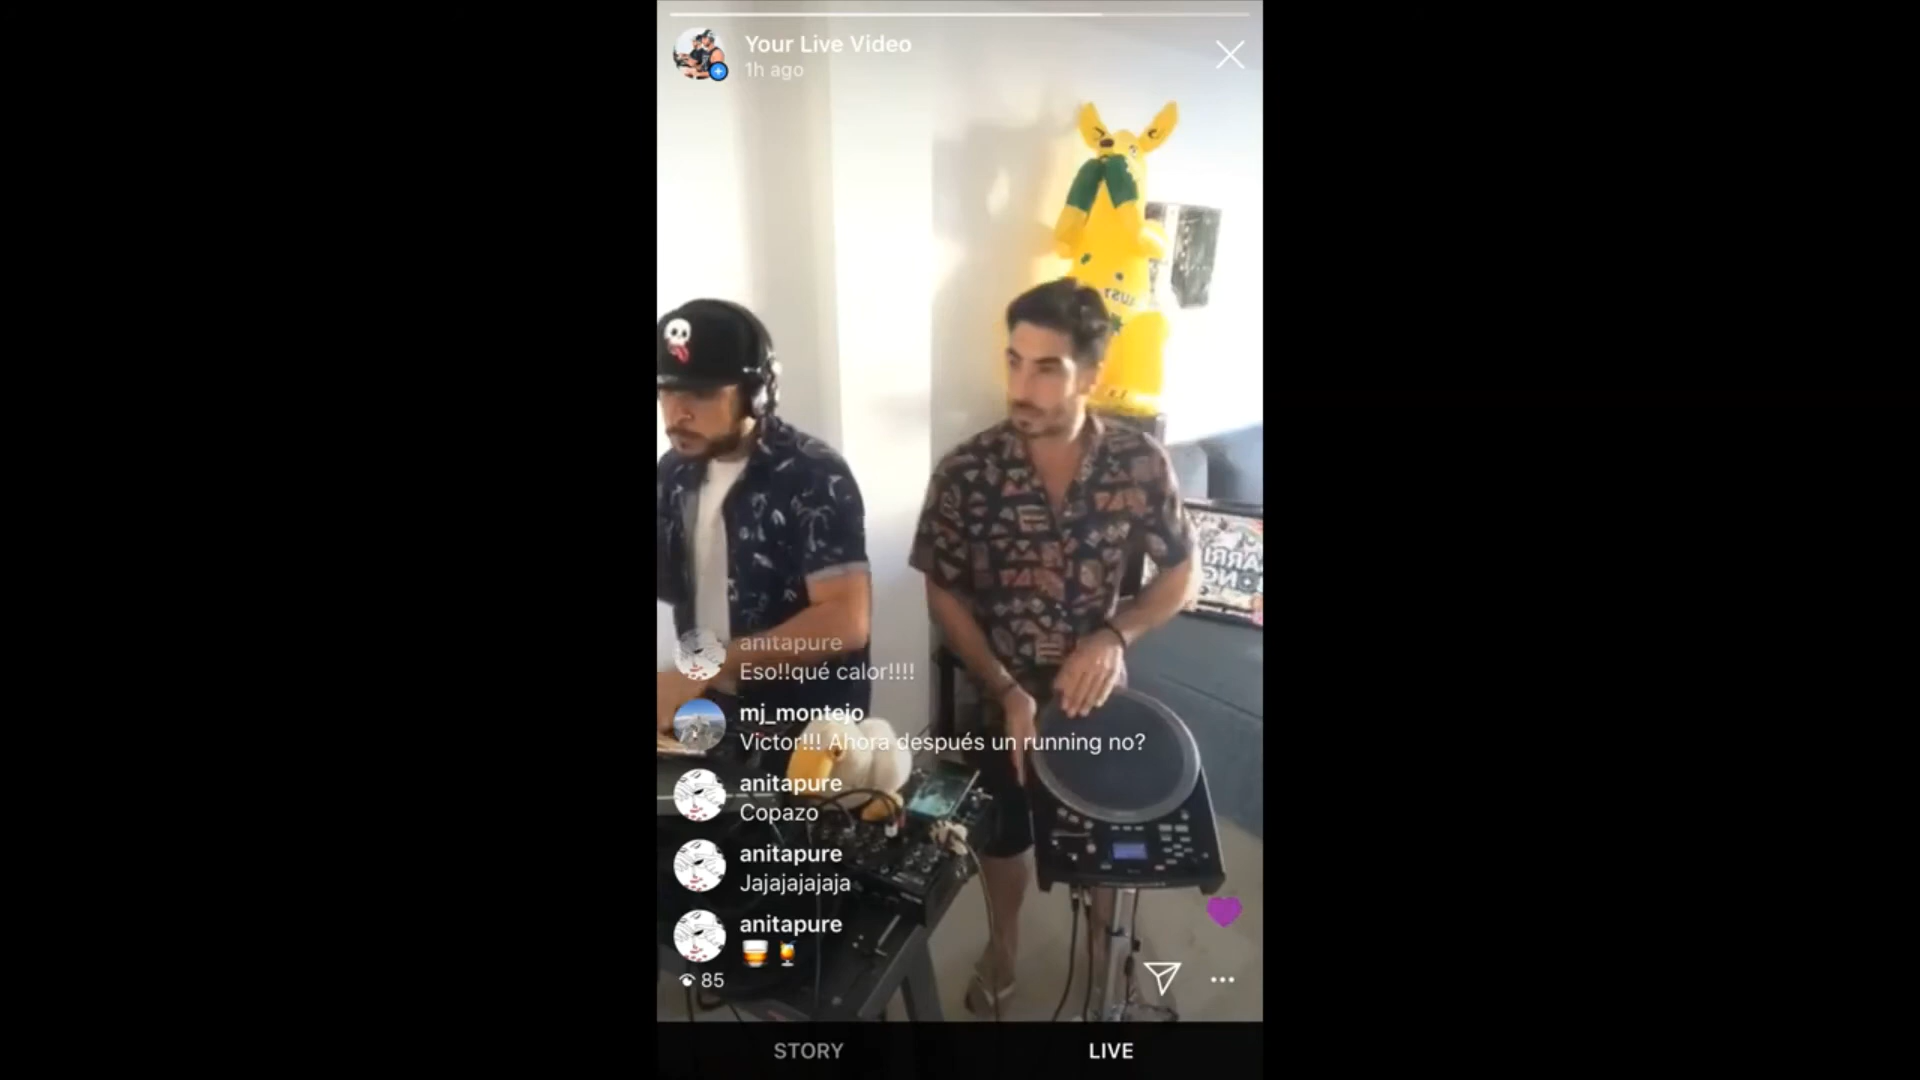 Your Live Video
1h ago
anitapure
Eso!!qué calor!!!!
mj_montejo
Victor!!! Ahora después un running no?
anitapure
Copazo
anitapure
Jajajajajaja
anitapure
85
STORY
LIVE